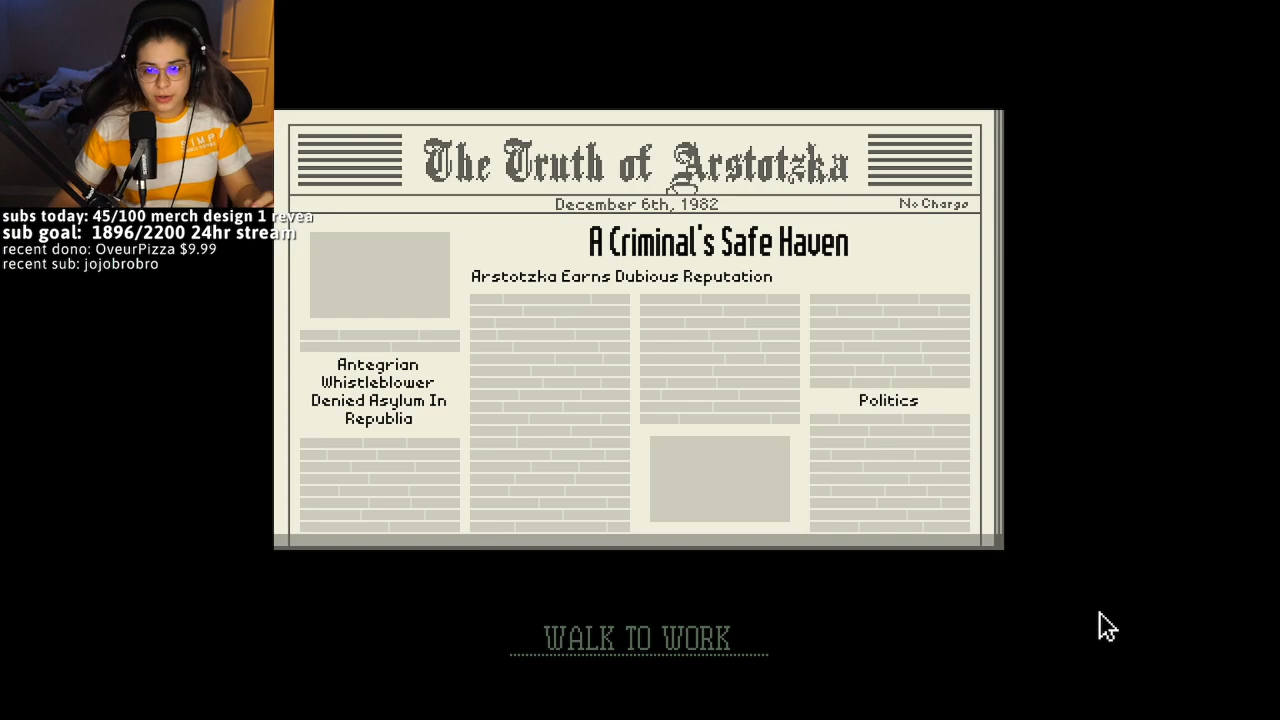 SIMP
subs today: 45/100 merch design 1 revea
sub goal: 1896/2200 24hr stream
recent dono: OveurPizza $9.99
recent sub: jojobrobro
The Truth of Arstotzka
December 6th, 1982
No Charge
A Criminal's Safe Haven
Arstotzka Earns Dubious Reputation
Antegrian
Whistleblower
Denied Asylum In
Republia
Politics
WALK TO WORK